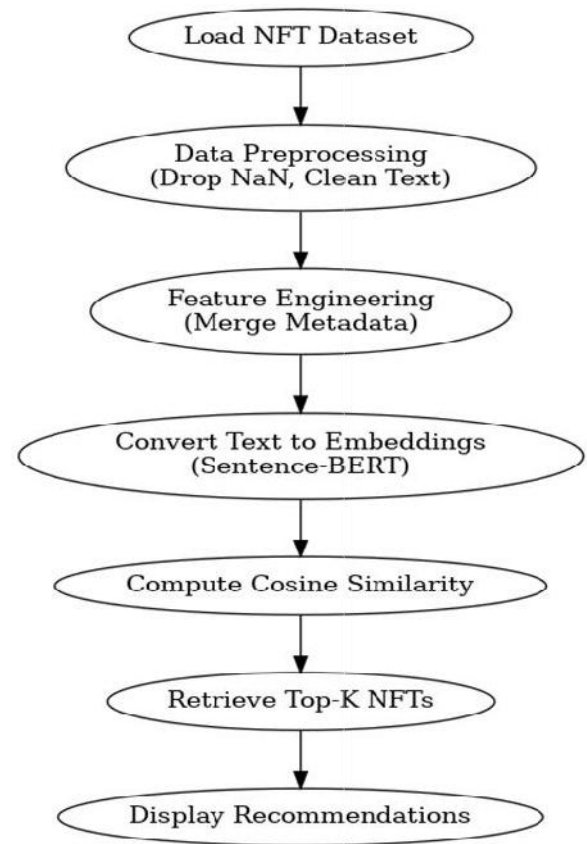 Load NFT Dataset
Data Preprocessing
(Drop NaN, Clean Text)
Feature Engineering
(Merge Metadata)
Convert Text to Embeddings
(Sentence-BERT)
Compute Cosine Similarity
Retrieve Top-K NFTs
Display Recommendations